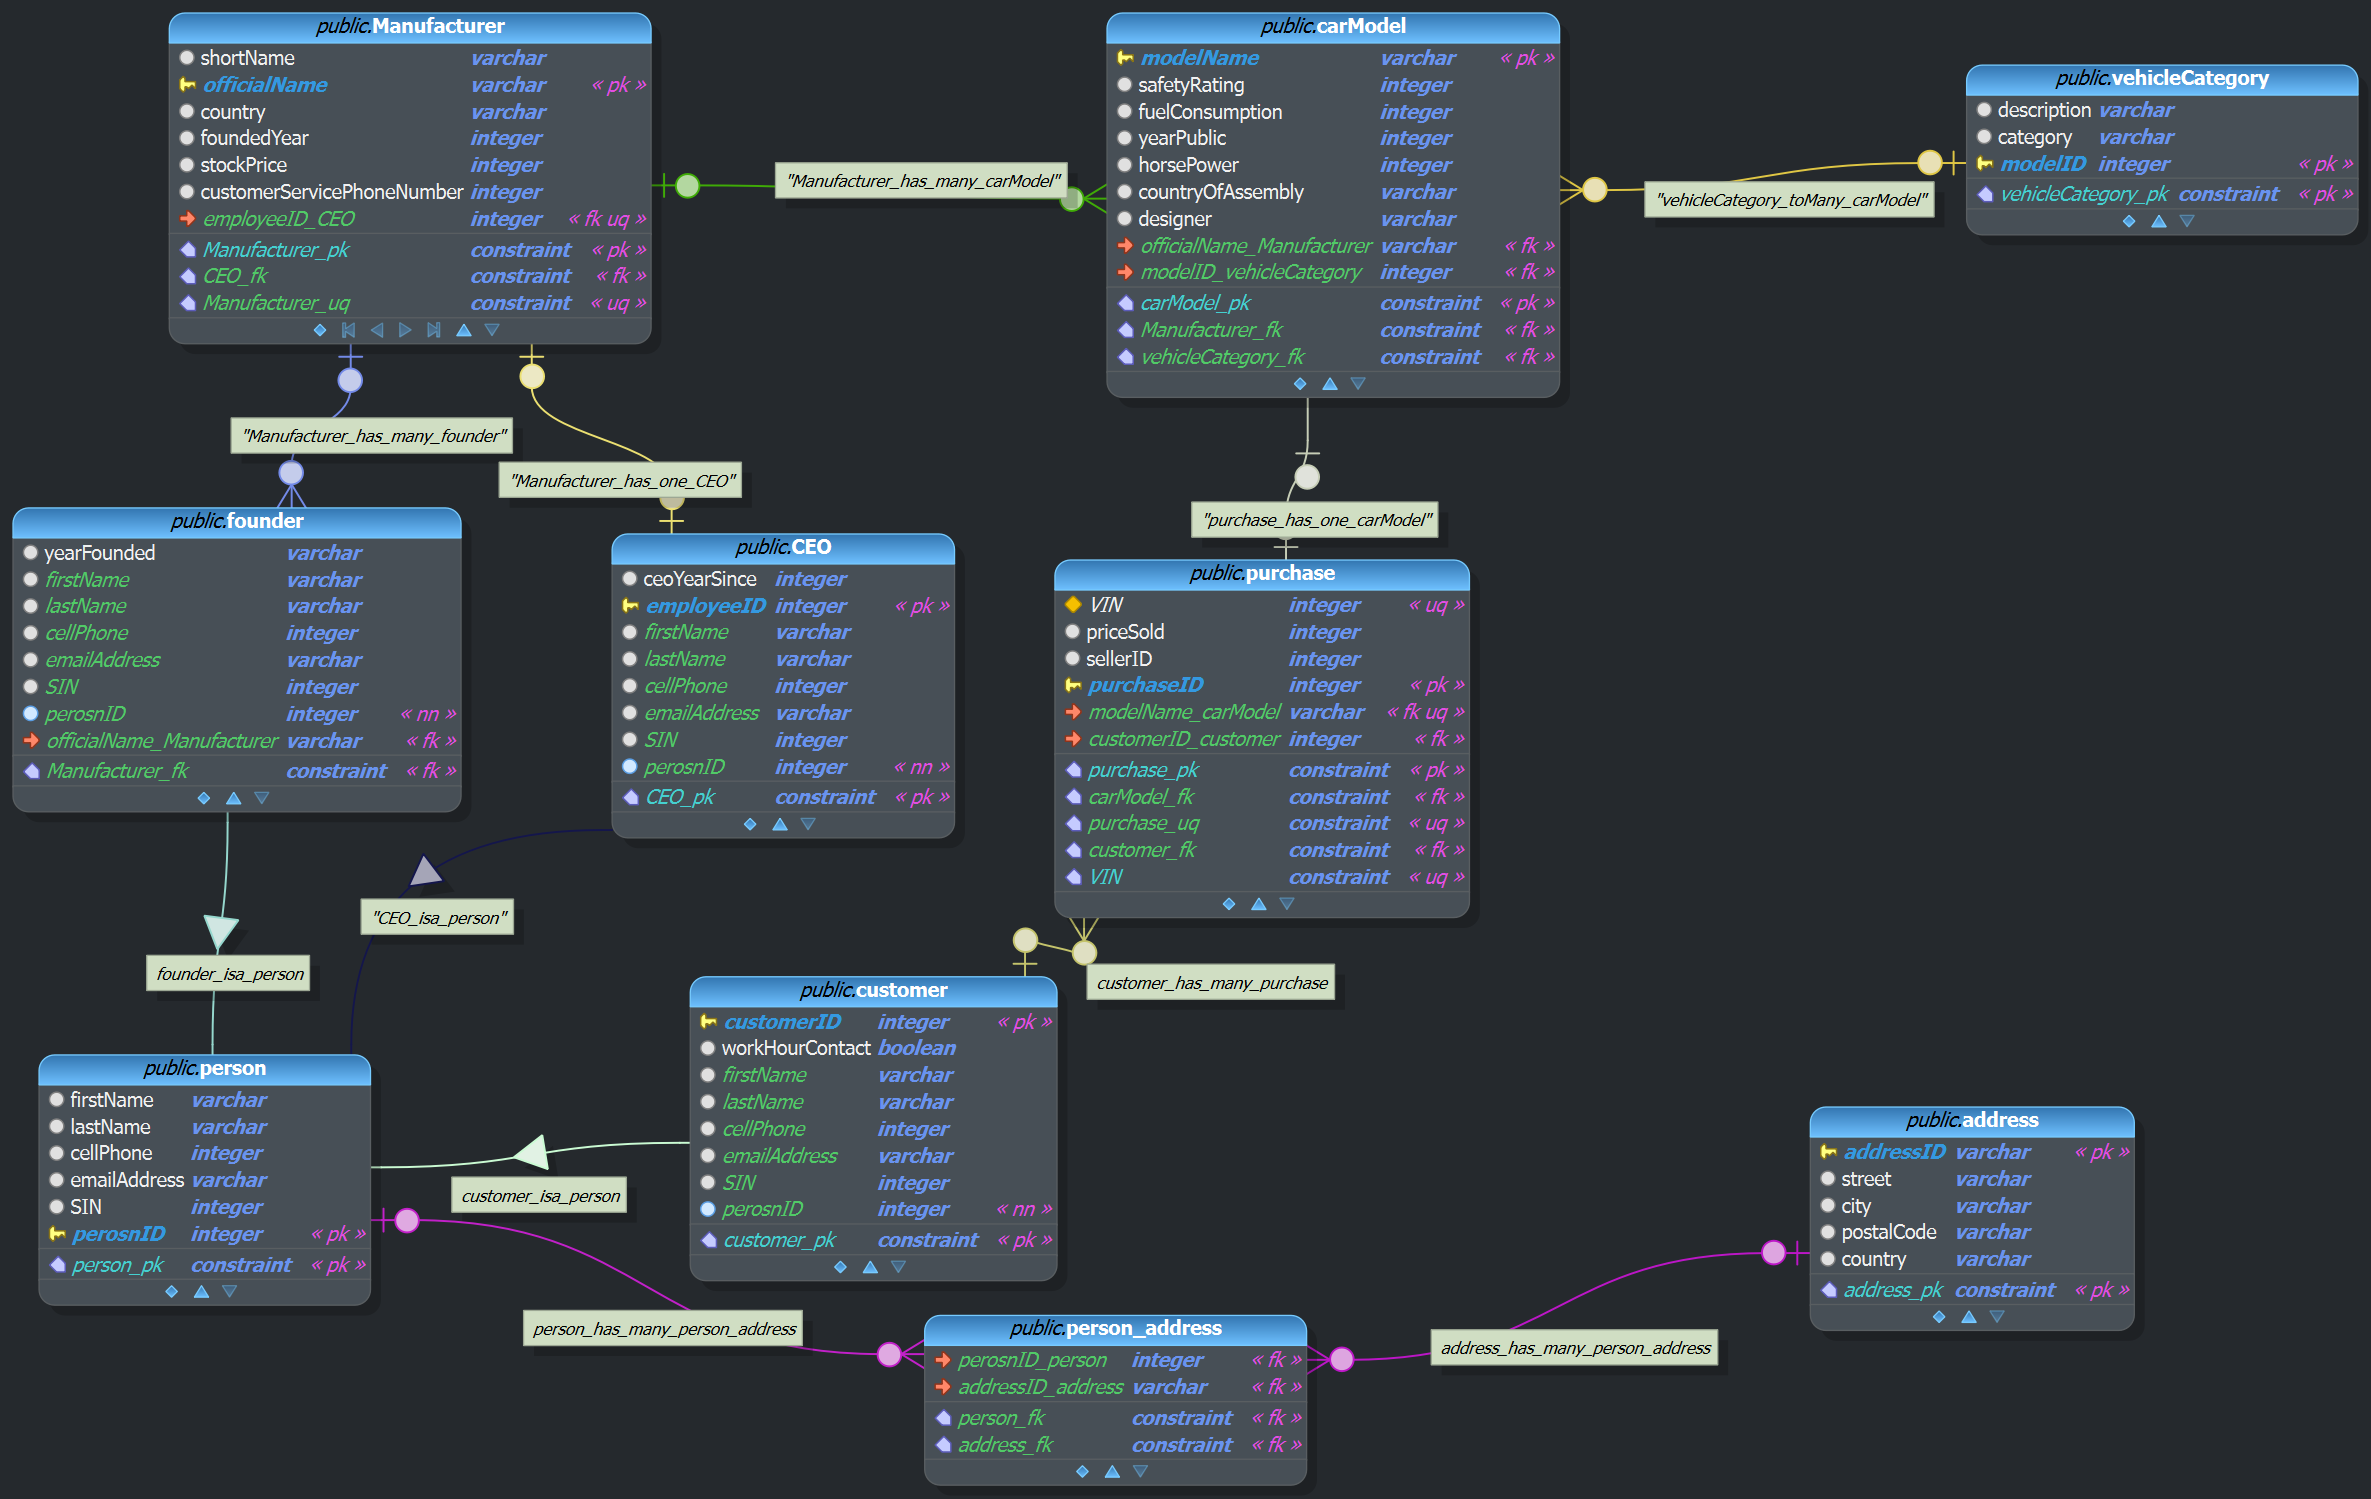 public.Manufacturer
shortName varchar
officialName varchar « pk »
country varchar
foundedYear integer
stockPrice integer
customerServicePhoneNumber integer
employeeID_CEO integer « fk uq »
Manufacturer_pk constraint « pk »
CEO_fk constraint « fk »
Manufacturer_uq constraint « uq »
"Manufacturer_has_many_carModel"
public.carModel
modelName varchar « pk »
safetyRating integer
fuelConsumption integer
yearPublic integer
horsePower integer
countryOfAssembly varchar
designer varchar
officialName_Manufacturer varchar « fk »
modelID_vehicleCategory integer « fk »
carModel_pk constraint « pk »
Manufacturer_fk constraint « fk »
vehicleCategory_fk constraint « fk »
"vehicleCategory_toMany_carModel"
public.vehicleCategory
description varchar
category varchar
modelID integer « pk »
vehicleCategory_pk constraint « pk »
"Manufacturer_has_many_founder"
"Manufacturer_has_one_CEO"
"purchase_has_one_carModel"
public.founder
yearFounded varchar
firstName varchar
lastName varchar
cellPhone integer
emailAddress varchar
SIN integer
perosnID integer « nn »
officialName_Manufacturer varchar « fk »
Manufacturer_fk constraint « fk »
public.CEO
ceoYearSince integer
employeeID integer « pk »
firstName varchar
lastName varchar
cellPhone integer
emailAddress varchar
SIN integer
perosnID integer « nn »
CEO_pk constraint « pk »
public.purchase
VIN integer « uq »
priceSold integer
sellerID integer
purchaseID integer « pk »
modelName_carModel varchar « fk uq »
customerID_customer integer « fk »
purchase_pk constraint « pk »
carModel_fk constraint « fk »
purchase_uq constraint « uq »
customer_fk constraint « fk »
VIN constraint « uq »
"CEO_isa_person"
founder_isa_person
customer_has_many_purchase
public.customer
customerID integer « pk »
workHourContact boolean
firstName varchar
lastName varchar
cellPhone integer
emailAddress varchar
SIN integer
perosnID integer « nn »
customer_pk constraint « pk »
public.person
firstName varchar
lastName varchar
cellPhone integer
emailAddress varchar
SIN integer
perosnID integer « pk »
person_pk constraint « pk »
customer_isa_person
public.address
addressID varchar « pk »
street varchar
city varchar
postalCode varchar
country varchar
address_pk constraint « pk »
person_has_many_person_address
public.person_address
perosnID_person integer « fk »
addressID_address varchar « fk »
person_fk constraint « fk »
address_fk constraint « fk »
address_has_many_person_address